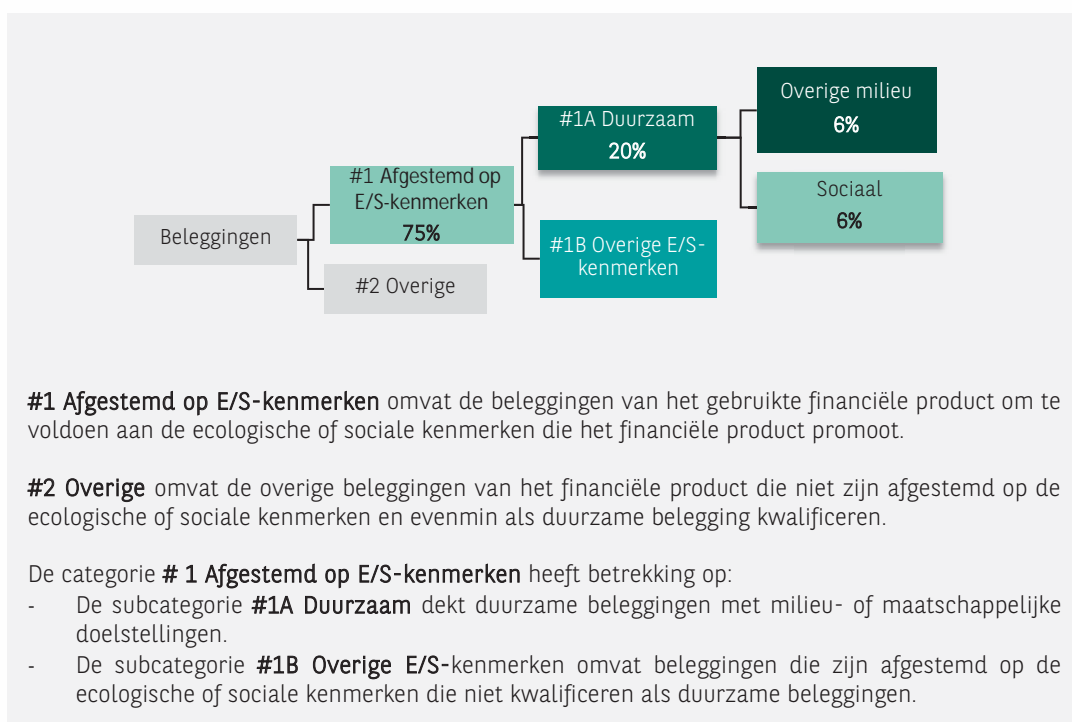 Overige milieu
6%
#1A Duurzaam
20%
#1 Afgestemd op
E/S-kenmerken
75%
Sociaal
6%
Beleggingen
#1B Overige E/S-
kenmerken
#2 Overige
#1 Afgestemd op E/S-kenmerken omvat de beleggingen van het gebruikte financiële product om te
voldoen aan de ecologische of sociale kenmerken die het financiële product promoot.
#2 Overige omvat de overige beleggingen van het financiële product die niet zijn afgestemd op de
ecologische of sociale kenmerken en evenmin als duurzame belegging kwalificeren.
De categorie # 1 Afgestemd op E/S-kenmerken heeft betrekking op:
- De subcategorie #1A Duurzaam dekt duurzame beleggingen met milieu- of maatschappelijke
doelstellingen.
- De subcategorie #1B Overige E/S-kenmerken omvat beleggingen die zijn afgestemd op de
ecologische of sociale kenmerken die niet kwalificeren als duurzame beleggingen.